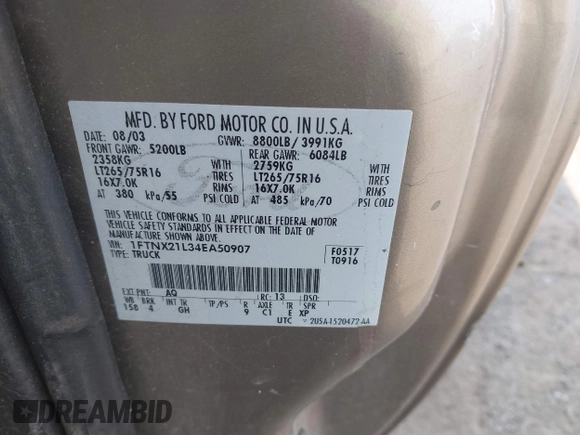 MFD. BY FORD MOTOR CO. IN U.S.A.
DATE: 08/03 GVWR: 8800LB/ 3991KG
FRONT GAWR: 5200LB REAR GAWR: 6084LB
2358KG WITH 2759KG WITH
LT265/75R16 TIRES LT265/75R16 TIRES
16X7.0K RIMS 16X7.0K RIMS
AT 380 kPa/55 PSI COLD AT 485 kPa/70 PSI COLD
THIS VEHICLE CONFORMS TO ALL APPLICABLE FEDERAL MOTOR
VEHICLE SAFETY STANDARDS IN EFFECT ON THE DATE OF
MANUFACTURE SHOWN ABOVE.
VIN: 1FTNX21L34EA50907 F0517
TYPE: TRUCK T0916
EXT PNT: AQ RC: 13 DSO:
WB BRK INT TR TP/PS R AXLE TR SPR
158 4 GH 9 C1 E XP
UTC 2U5A-1520472-AA
DREAMBID